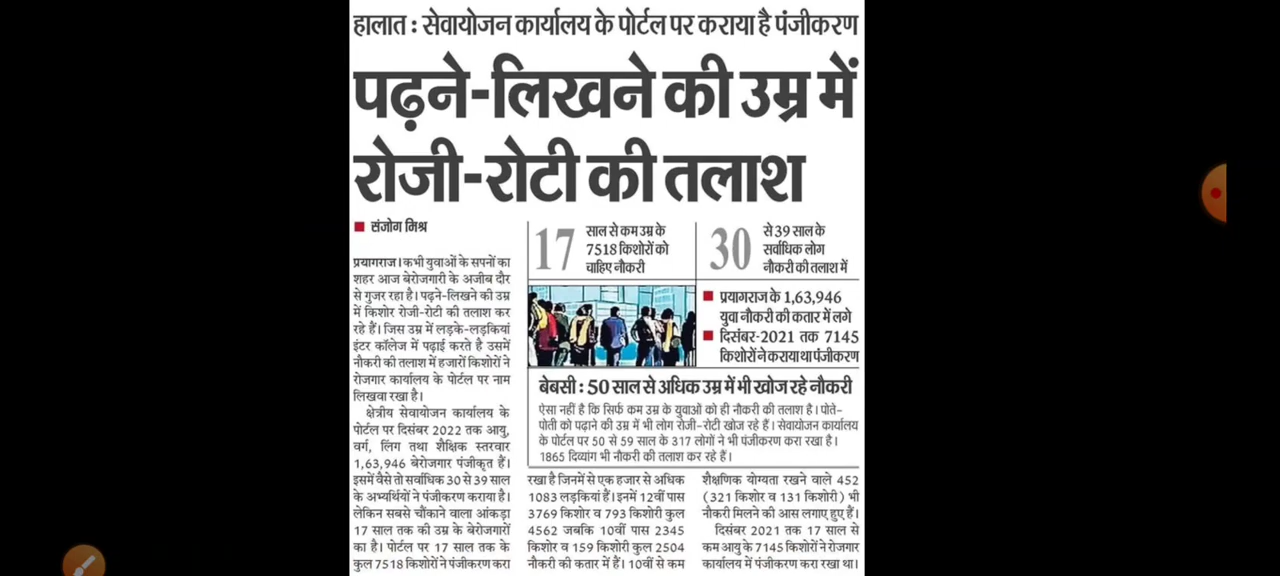 हालात : सेवायोजन कार्यालय के पोर्टल पर कराया है पंजीकरण
पढ़ने-लिखने की उम्र में
रोजी-रोटी की तलाश
संजोग मिश्र
प्रयागराज। कभी युवाओं के सपनों का
शहर आज बेरोजगारी के अजीब दौर
से गुजर रहा है। पढ़ने-लिखने की उम्र
में किशोर रोजी-रोटी की तलाश कर
रहे हैं। जिस उम्र में लड़के-लड़कियां
इंटर कॉलेज में पढ़ाई करते है उसमें
नौकरी की तलाश में हजारों किशोरों ने
रोजगार कार्यालय के पोर्टल पर नाम
लिखवा रखा है।
क्षेत्रीय सेवायोजन कार्यालय के
पोर्टल पर दिसंबर 2022 तक आयु,
वर्ग, लिंग तथा शैक्षिक स्तरवार
1,63,946 बेरोजगार पंजीकृत हैं।
इसमें वैसे तो सर्वाधिक 30 से 39 साल
के अभ्यर्थियों ने पंजीकरण कराया है।
लेकिन सबसे चौंकाने वाला आंकड़ा
17 साल तक की उम्र के बेरोजगारों
का है। पोर्टल पर 17 साल तक के
कुल 7518 किशोरों ने पंजीकरण करा
17
साल से कम उम्र के
7518 किशोरों को
चाहिए नौकरी
30
से 39 साल के
सर्वाधिक लोग
नौकरी की तलाश में
प्रयागराज के 1,63,946
युवा नौकरी की कतार में लगे
दिसंबर-2021 तक 7145
किशोरों ने कराया था पंजीकरण
बेबसी : 50 साल से अधिक उम्र में भी खोज रहे नौकरी
ऐसा नहीं है कि सिर्फ कम उम्र के युवाओं को ही नौकरी की तलाश है। पोते-
पोती को पढ़ाने की उम्र में भी लोग रोजी-रोटी खोज रहे हैं। सेवायोजन कार्यालय
के पोर्टल पर 50 से 59 साल के 317 लोगों ने भी पंजीकरण करा रखा है।
1865 दिव्यांग भी नौकरी की तलाश कर रहे हैं।
रखा है जिनमें से एक हजार से अधिक
1083 लड़कियां हैं। इनमें 12वीं पास
3769 किशोर व 793 किशोरी कुल
4562 जबकि 10वीं पास 2345
किशोर व 159 किशोरी कुल 2504
नौकरी की कतार में हैं। 10वीं से कम
शैक्षणिक योग्यता रखने वाले 452
(321 किशोर व 131 किशोरी) भी
नौकरी मिलने की आस लगाए हुए हैं।
दिसंबर 2021 तक 17 साल से
कम आयु के 7145 किशोरों ने रोजगार
कार्यालय में पंजीकरण करा रखा था।